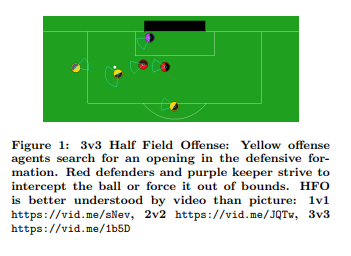 Figure 1: 3v3 Half Field Offense: Yellow offense
agents search for an opening in the defensive for-
mation. Red defenders and purple keeper strive to
intercept the ball or force it out of bounds. HFO
is better understood by video than picture: 1v1
https://vid.me/sNev, 2v2 https://vid.me/JQTw, 3v3
https://vid.me/1b5D